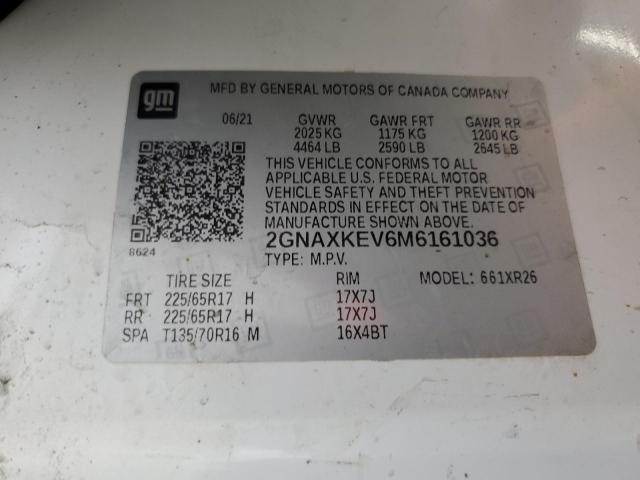 gm
MFD BY GENERAL MOTORS OF CANADA COMPANY
06/21 GVWR GAWR FRT GAWR RR
2025 KG 1175 KG 1200 KG
4464 LB 2590 LB 2645 LB
THIS VEHICLE CONFORMS TO ALL
APPLICABLE U.S. FEDERAL MOTOR
VEHICLE SAFETY AND THEFT PREVENTION
STANDARDS IN EFFECT ON THE DATE OF
MANUFACTURE SHOWN ABOVE.
2GNAXKEV6M6161036
8624 TYPE: M.P.V.
TIRE SIZE RIM MODEL: 661XR26
FRT 225/65R17 H 17X7J
RR 225/65R17 H 17X7J
SPA T135/70R16 M 16X4BT